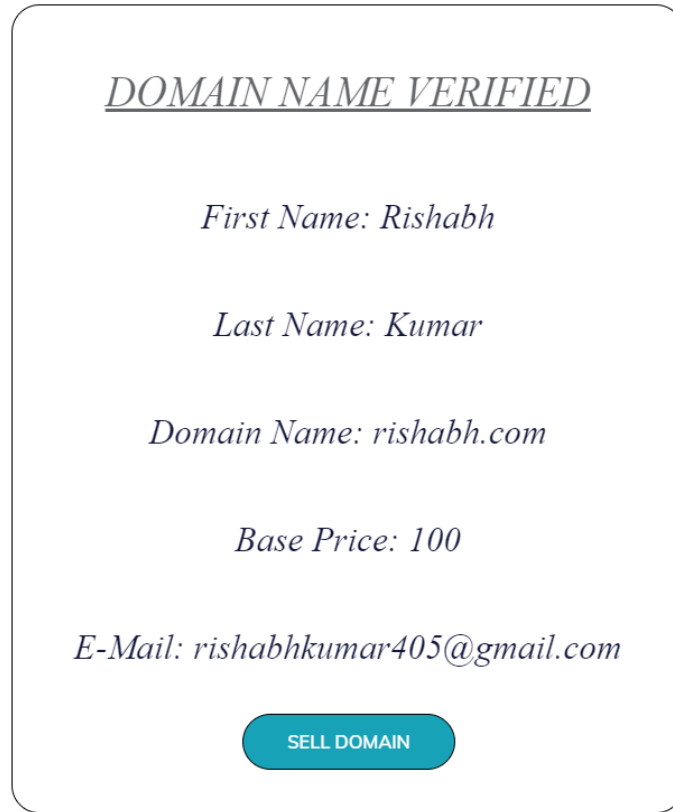 DOMAIN NAME VERIFIED
First Name: Rishabh
Last Name: Kumar
Domain Name: rishabh.com
Base Price: 100
E-Mail: rishabhkumar405@gmail.com
SELL DOMAIN